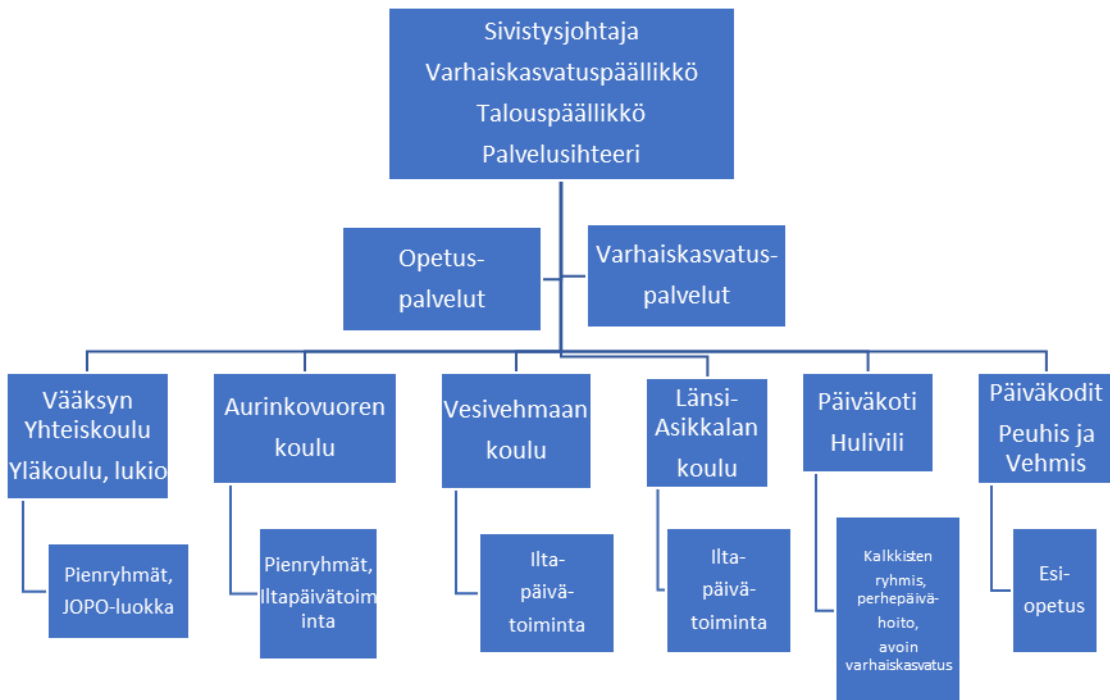 Sivistysjohtaja
Varhaiskasvatuspäällikkö
Talouspäällikkö
Palvelusihteeri
Opetus-
palvelut
Varhaiskasvatus-
palvelut
Vääksyn
Yhteiskoulu
Yläkoulu, lukio
Aurinkovuoren
koulu
Vesivehmaan
koulu
Länsi-
Asikkalan
koulu
Päiväkoti
Hulivili
Päiväkodit
Peuhis ja
Vehmis
Pienryhmät,
JOPO-luokka
Pienryhmät,
Iltapäivätoim
inta
Ilta-
päivä-
toiminta
Ilta-
päivä-
toiminta
Kalkkisten
ryhmis,
perhepäivä-
hoito,
avoin
varhaiskasvatus
Esi-
opetus